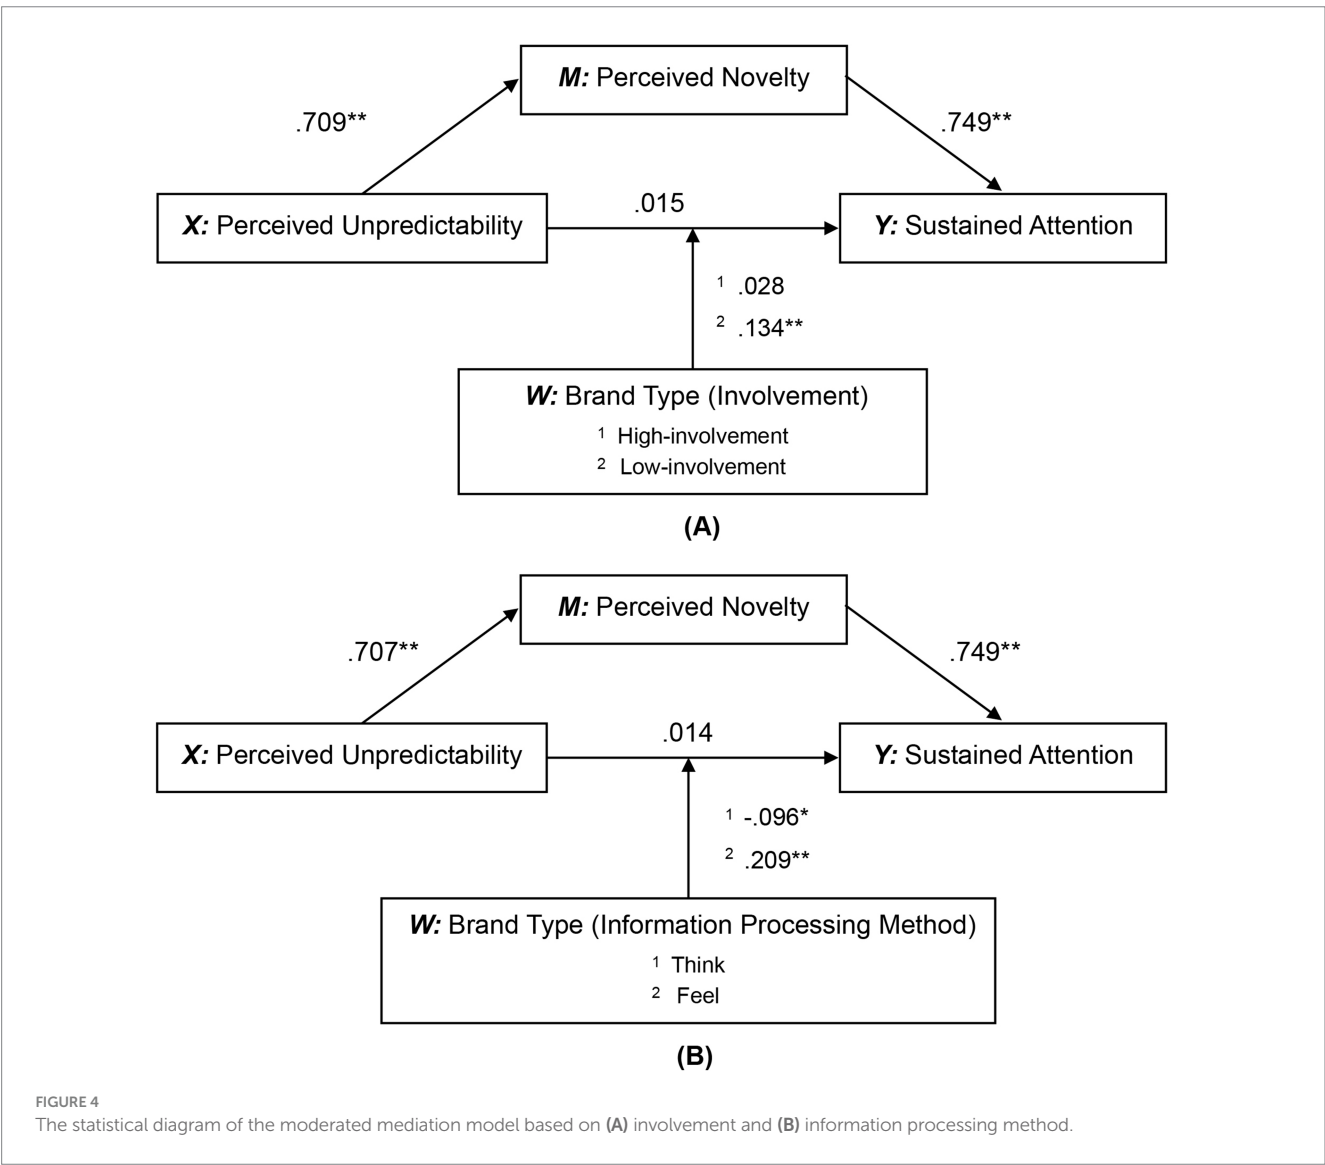 M: Perceived Novelty
.709**
.749**
X: Perceived Unpredictability
.015
Y: Sustained Attention
1 .028
2 .134**
W: Brand Type (Involvement)
1 High-involvement
2 Low-involvement
(A)
M: Perceived Novelty
.707**
.749**
X: Perceived Unpredictability
.014
Y: Sustained Attention
1 -.096*
2 .209**
W: Brand Type (Information Processing Method)
1 Think
2 Feel
(B)
FIGURE 4
The statistical diagram of the moderated mediation model based on (A) involvement and (B) information processing method.